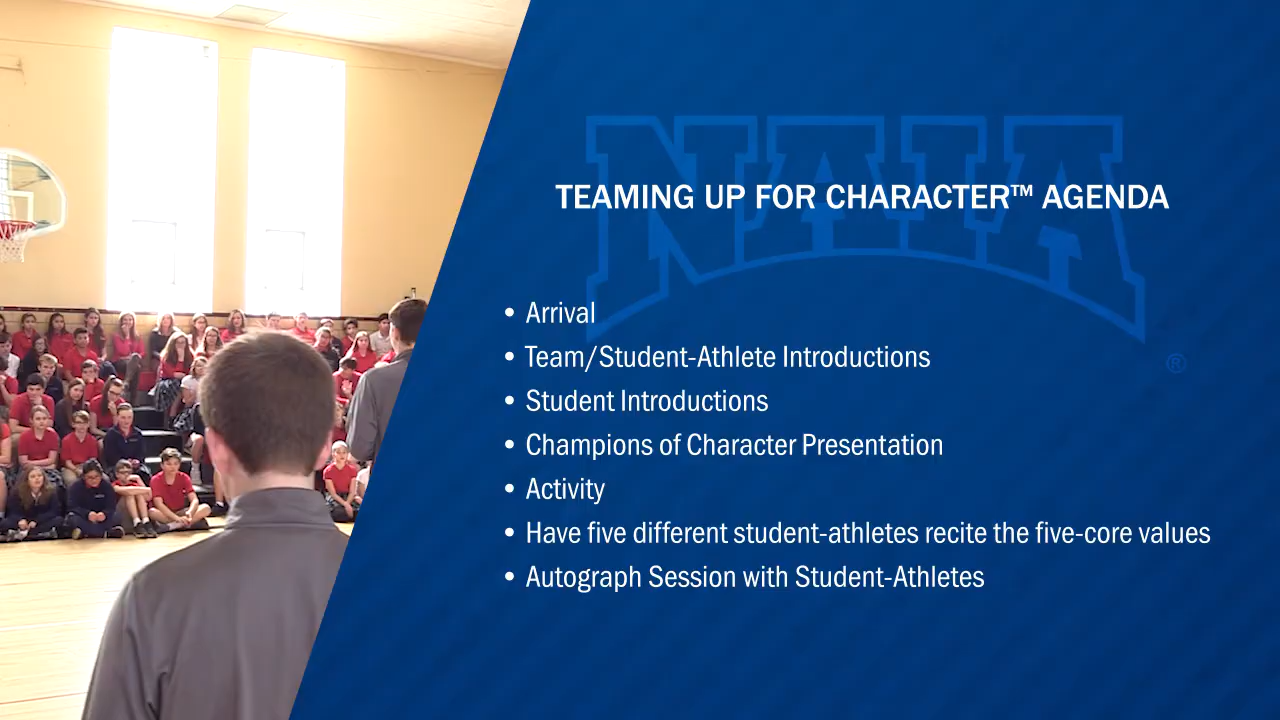 NAIA
®
TEAMING UP FOR CHARACTER™ AGENDA
• Arrival
• Team/Student-Athlete Introductions
• Student Introductions
• Champions of Character Presentation
• Activity
• Have five different student-athletes recite the five-core values
• Autograph Session with Student-Athletes